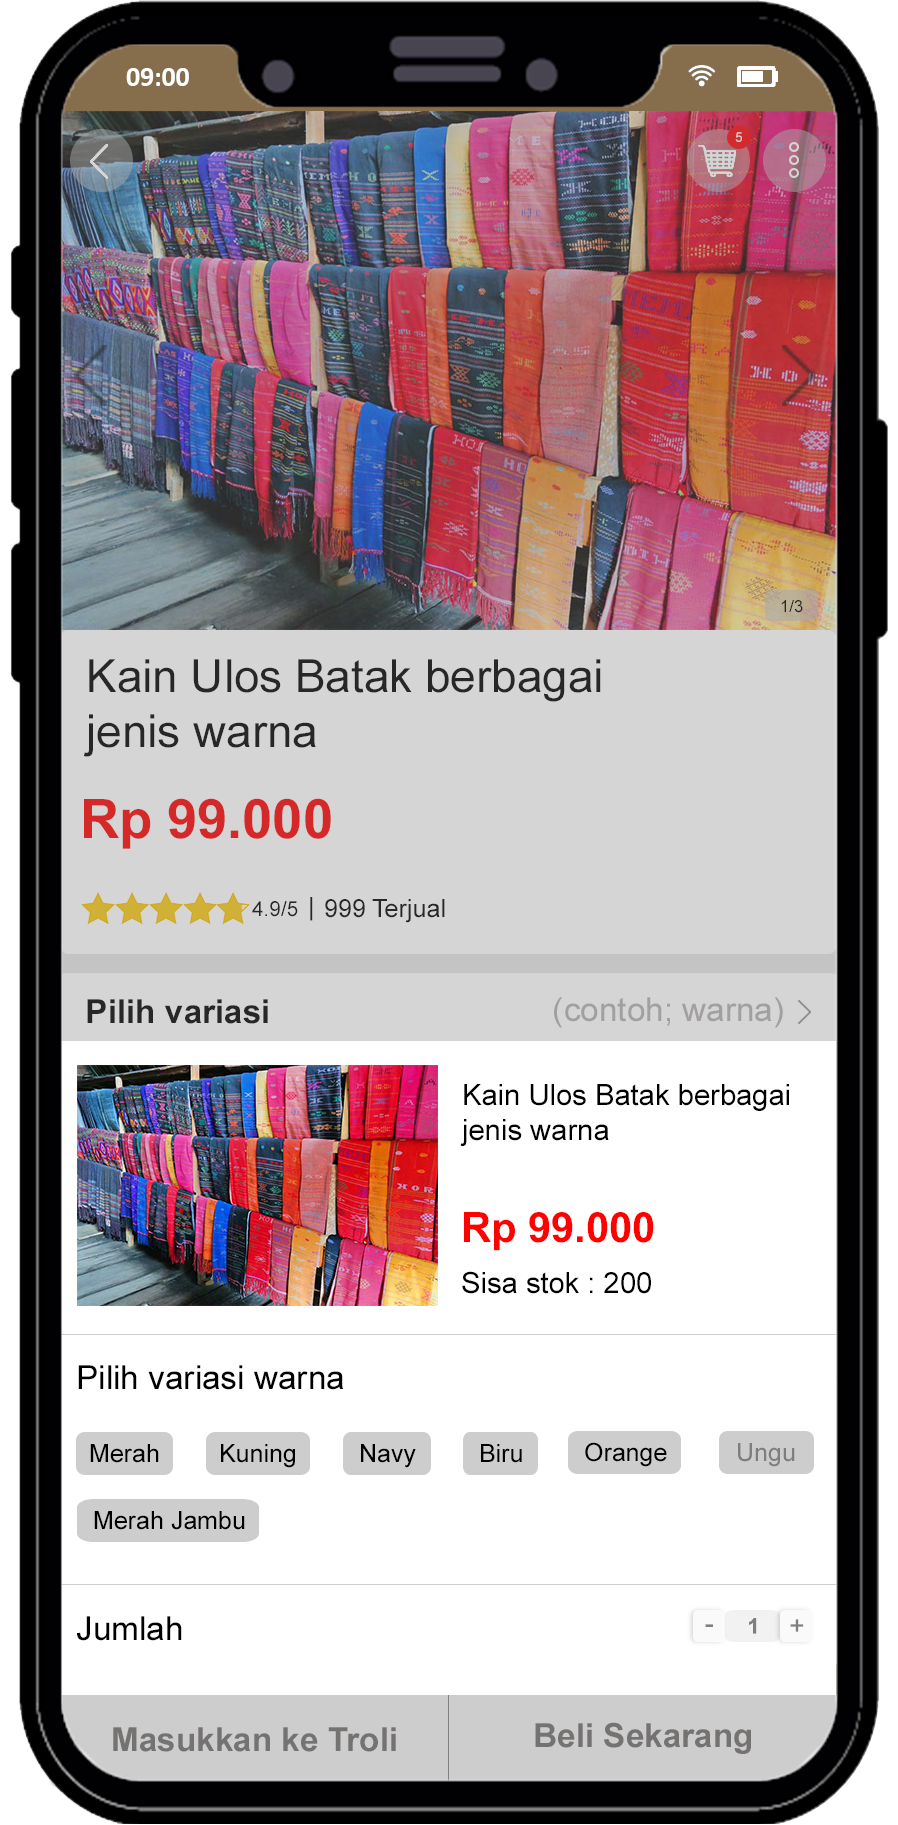 09:00
5
1/3
Kain Ulos Batak berbagai
jenis warna
Rp 99.000
4.9/5 | 999 Terjual
Pilih variasi
(contoh; warna)
Kain Ulos Batak berbagai
jenis warna
Rp 99.000
Sisa stok : 200
Pilih variasi warna
Merah
Kuning
Navy
Biru
Orange
Ungu
Merah Jambu
Jumlah
- 1 +
Masukkan ke Troli
Beli Sekarang